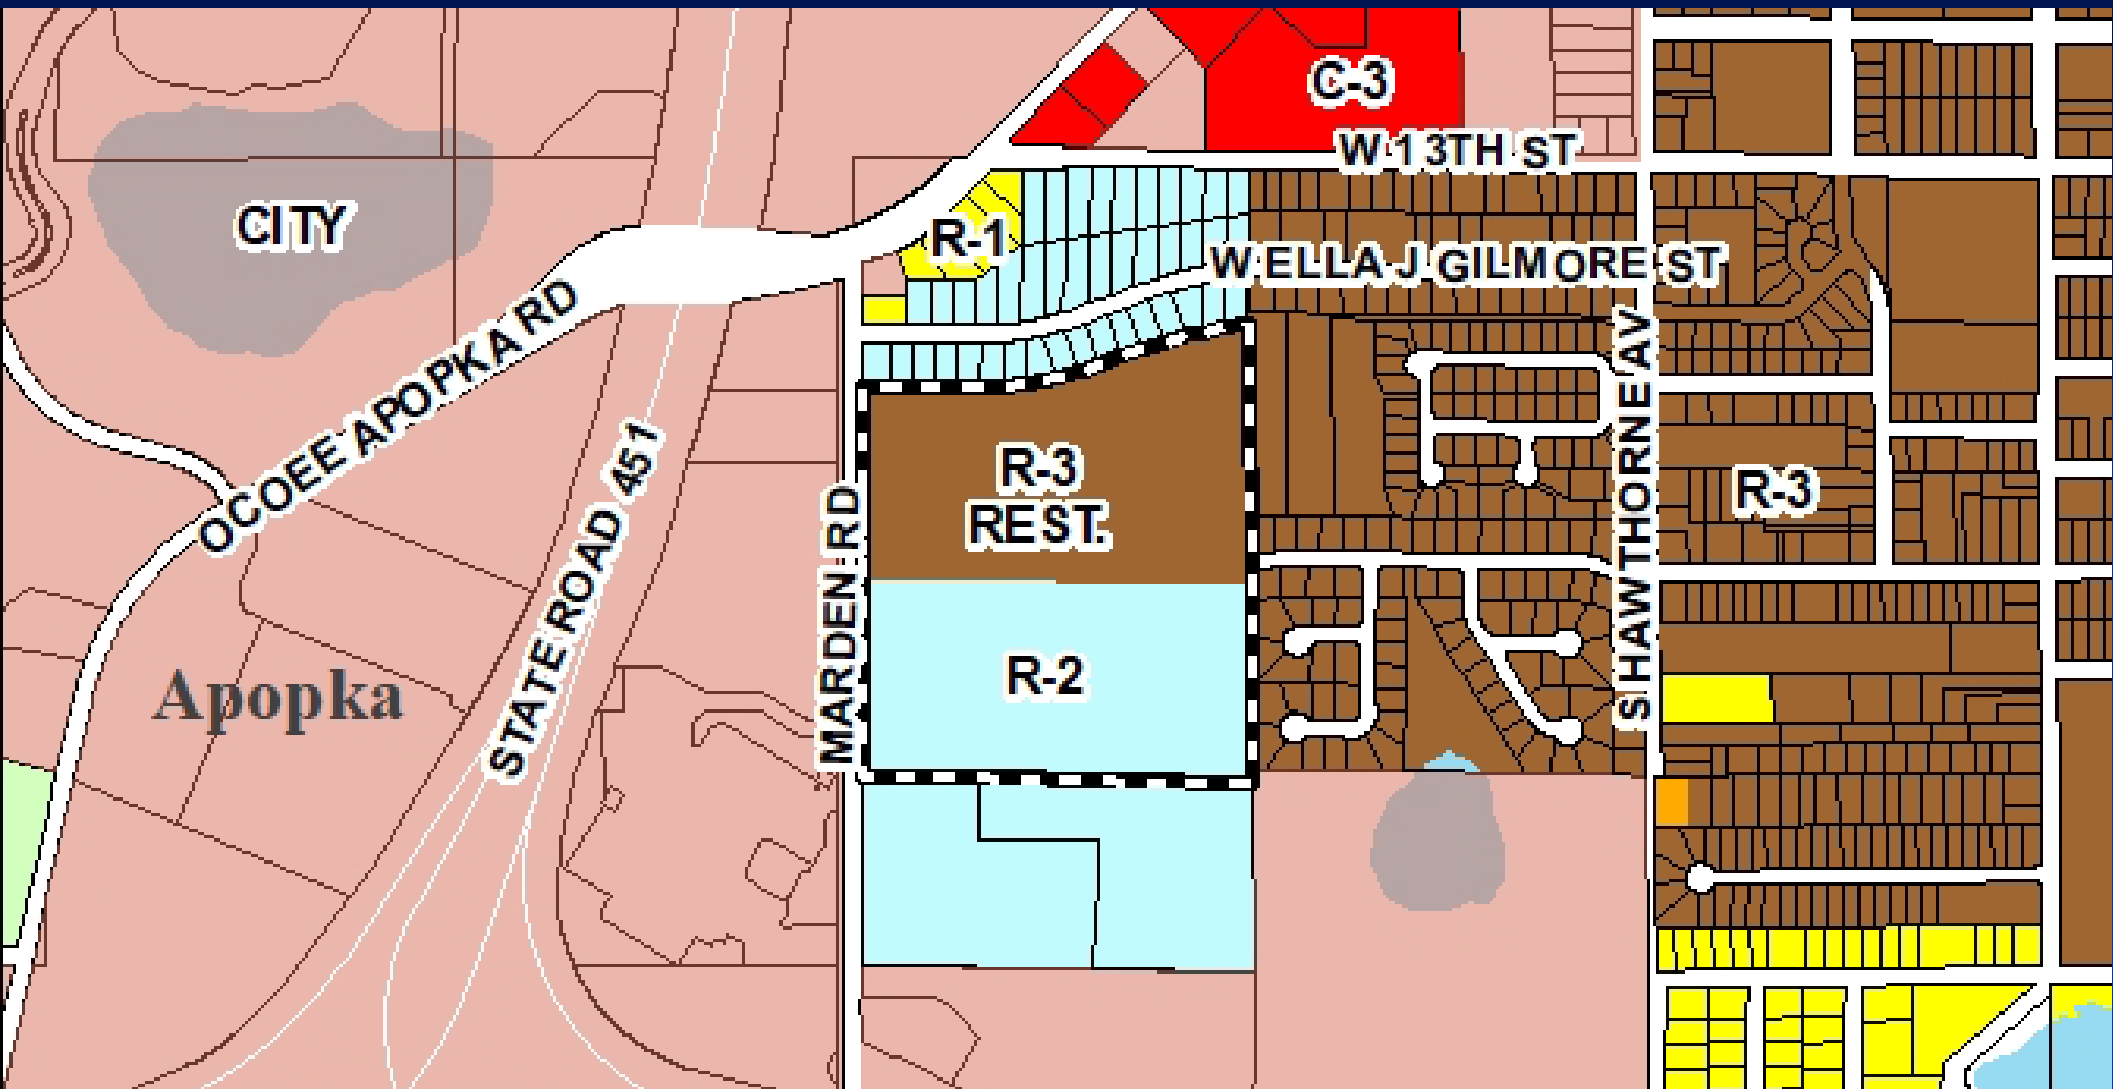 C-3
W 13TH ST
CITY
R-1
W ELLA J GILMORE ST
OCOEE APOPKA RD
STATE ROAD 451
MARDEN RD
R-3
REST.
S HAWTHORNE AV
R-3
R-2
Apopka